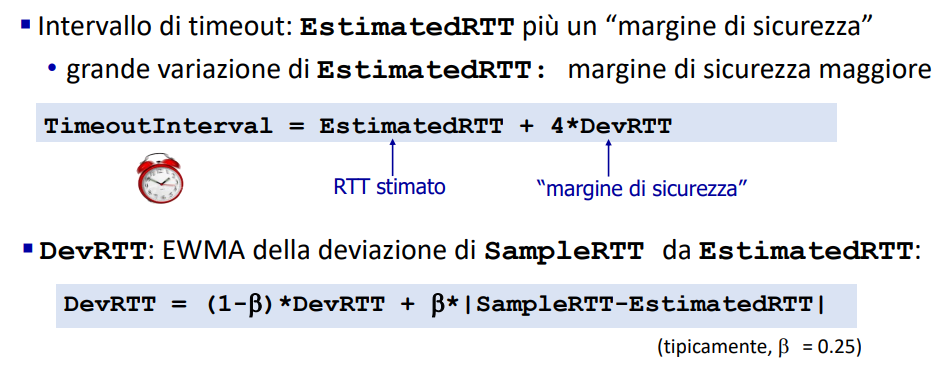 ▪ Intervallo di timeout: EstimatedRTT più un “margine di sicurezza”
• grande variazione di EstimatedRTT: margine di sicurezza maggiore
TimeoutInterval = EstimatedRTT + 4*DevRTT
RTT stimato
“margine di sicurezza”
▪ DevRTT: EWMA della deviazione di SampleRTT da EstimatedRTT:
DevRTT = (1-β)*DevRTT + β*|SampleRTT-EstimatedRTT|
(tipicamente, β = 0.25)